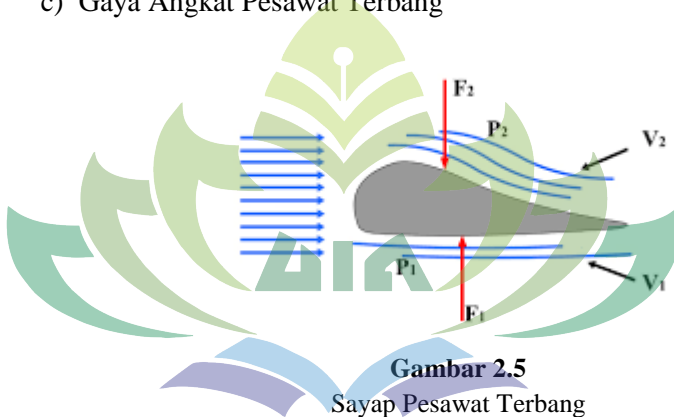 c) Gaya Angkat Pesawat Terbang
F2
P2
V2
P1
V1
F1
Gambar 2.5
Sayap Pesawat Terbang